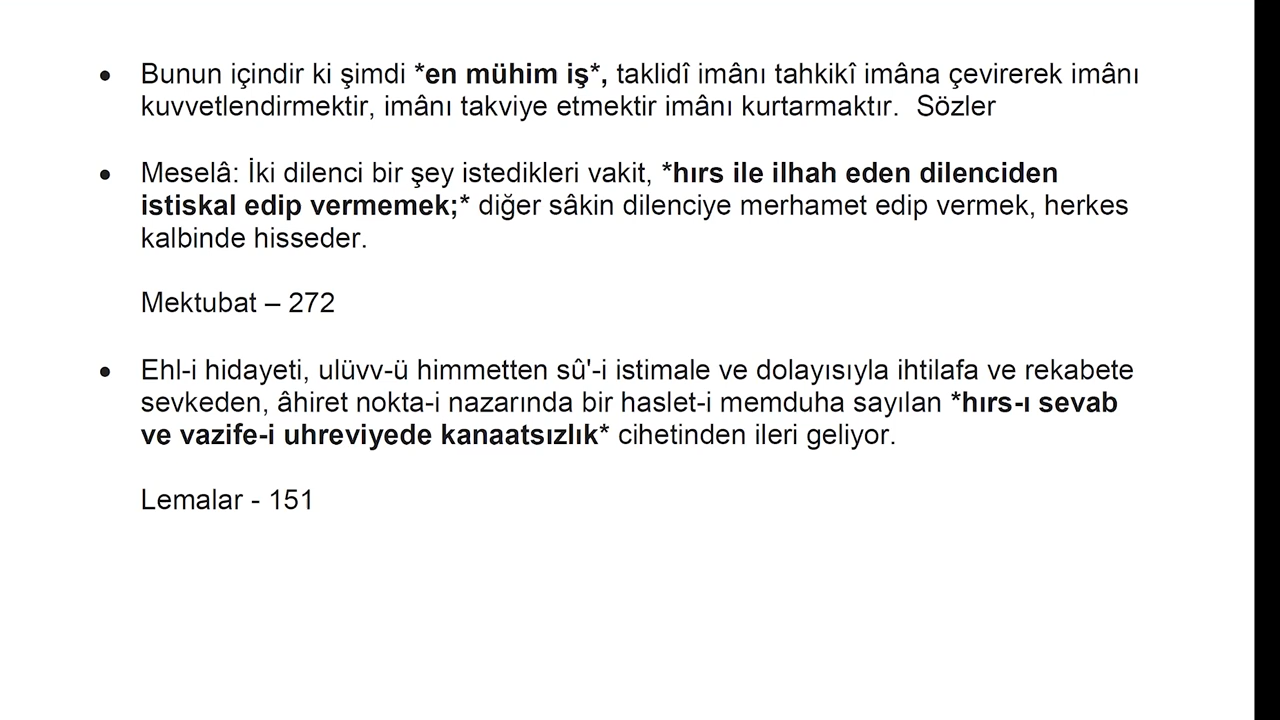 • Bunun içindir ki şimdi *en mühim iş*, taklidî imânı tahkikî imâna çevirerek imânı
kuvvetlendirmektir, imânı takviye etmektir imânı kurtarmaktır.  Sözler
• Meselâ: İki dilenci bir şey istedikleri vakit, *hırs ile ilhah eden dilenciden
istiskal edip vermemek;* diğer sâkin dilenciye merhamet edip vermek, herkes
kalbinde hisseder.
Mektubat – 272
• Ehl-i hidayeti, ulüvv-ü himmetten sû'-i istimale ve dolayısıyla ihtilafa ve rekabete
sevkeden, âhiret nokta-i nazarında bir haslet-i memduha sayılan *hırs-ı sevab
ve vazife-i uhreviyede kanaatsızlık* cihetinden ileri geliyor.
Lemalar - 151